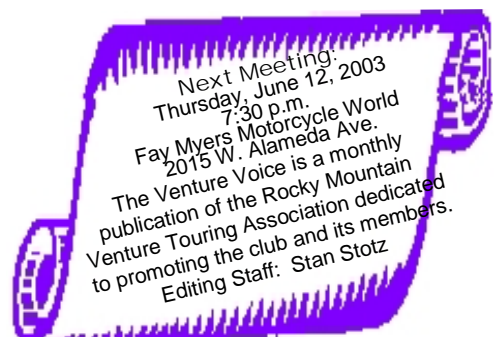 Next Meeting:
Thursday, June 12, 2003
7:30 p.m.
Fay Myers Motorcycle World
2015 W. Alameda Ave.
The Venture Voice is a monthly
publication of the Rocky Mountain
Venture Touring Association dedicated
to promoting the club and its members.
Editing Staff: Stan Stotz